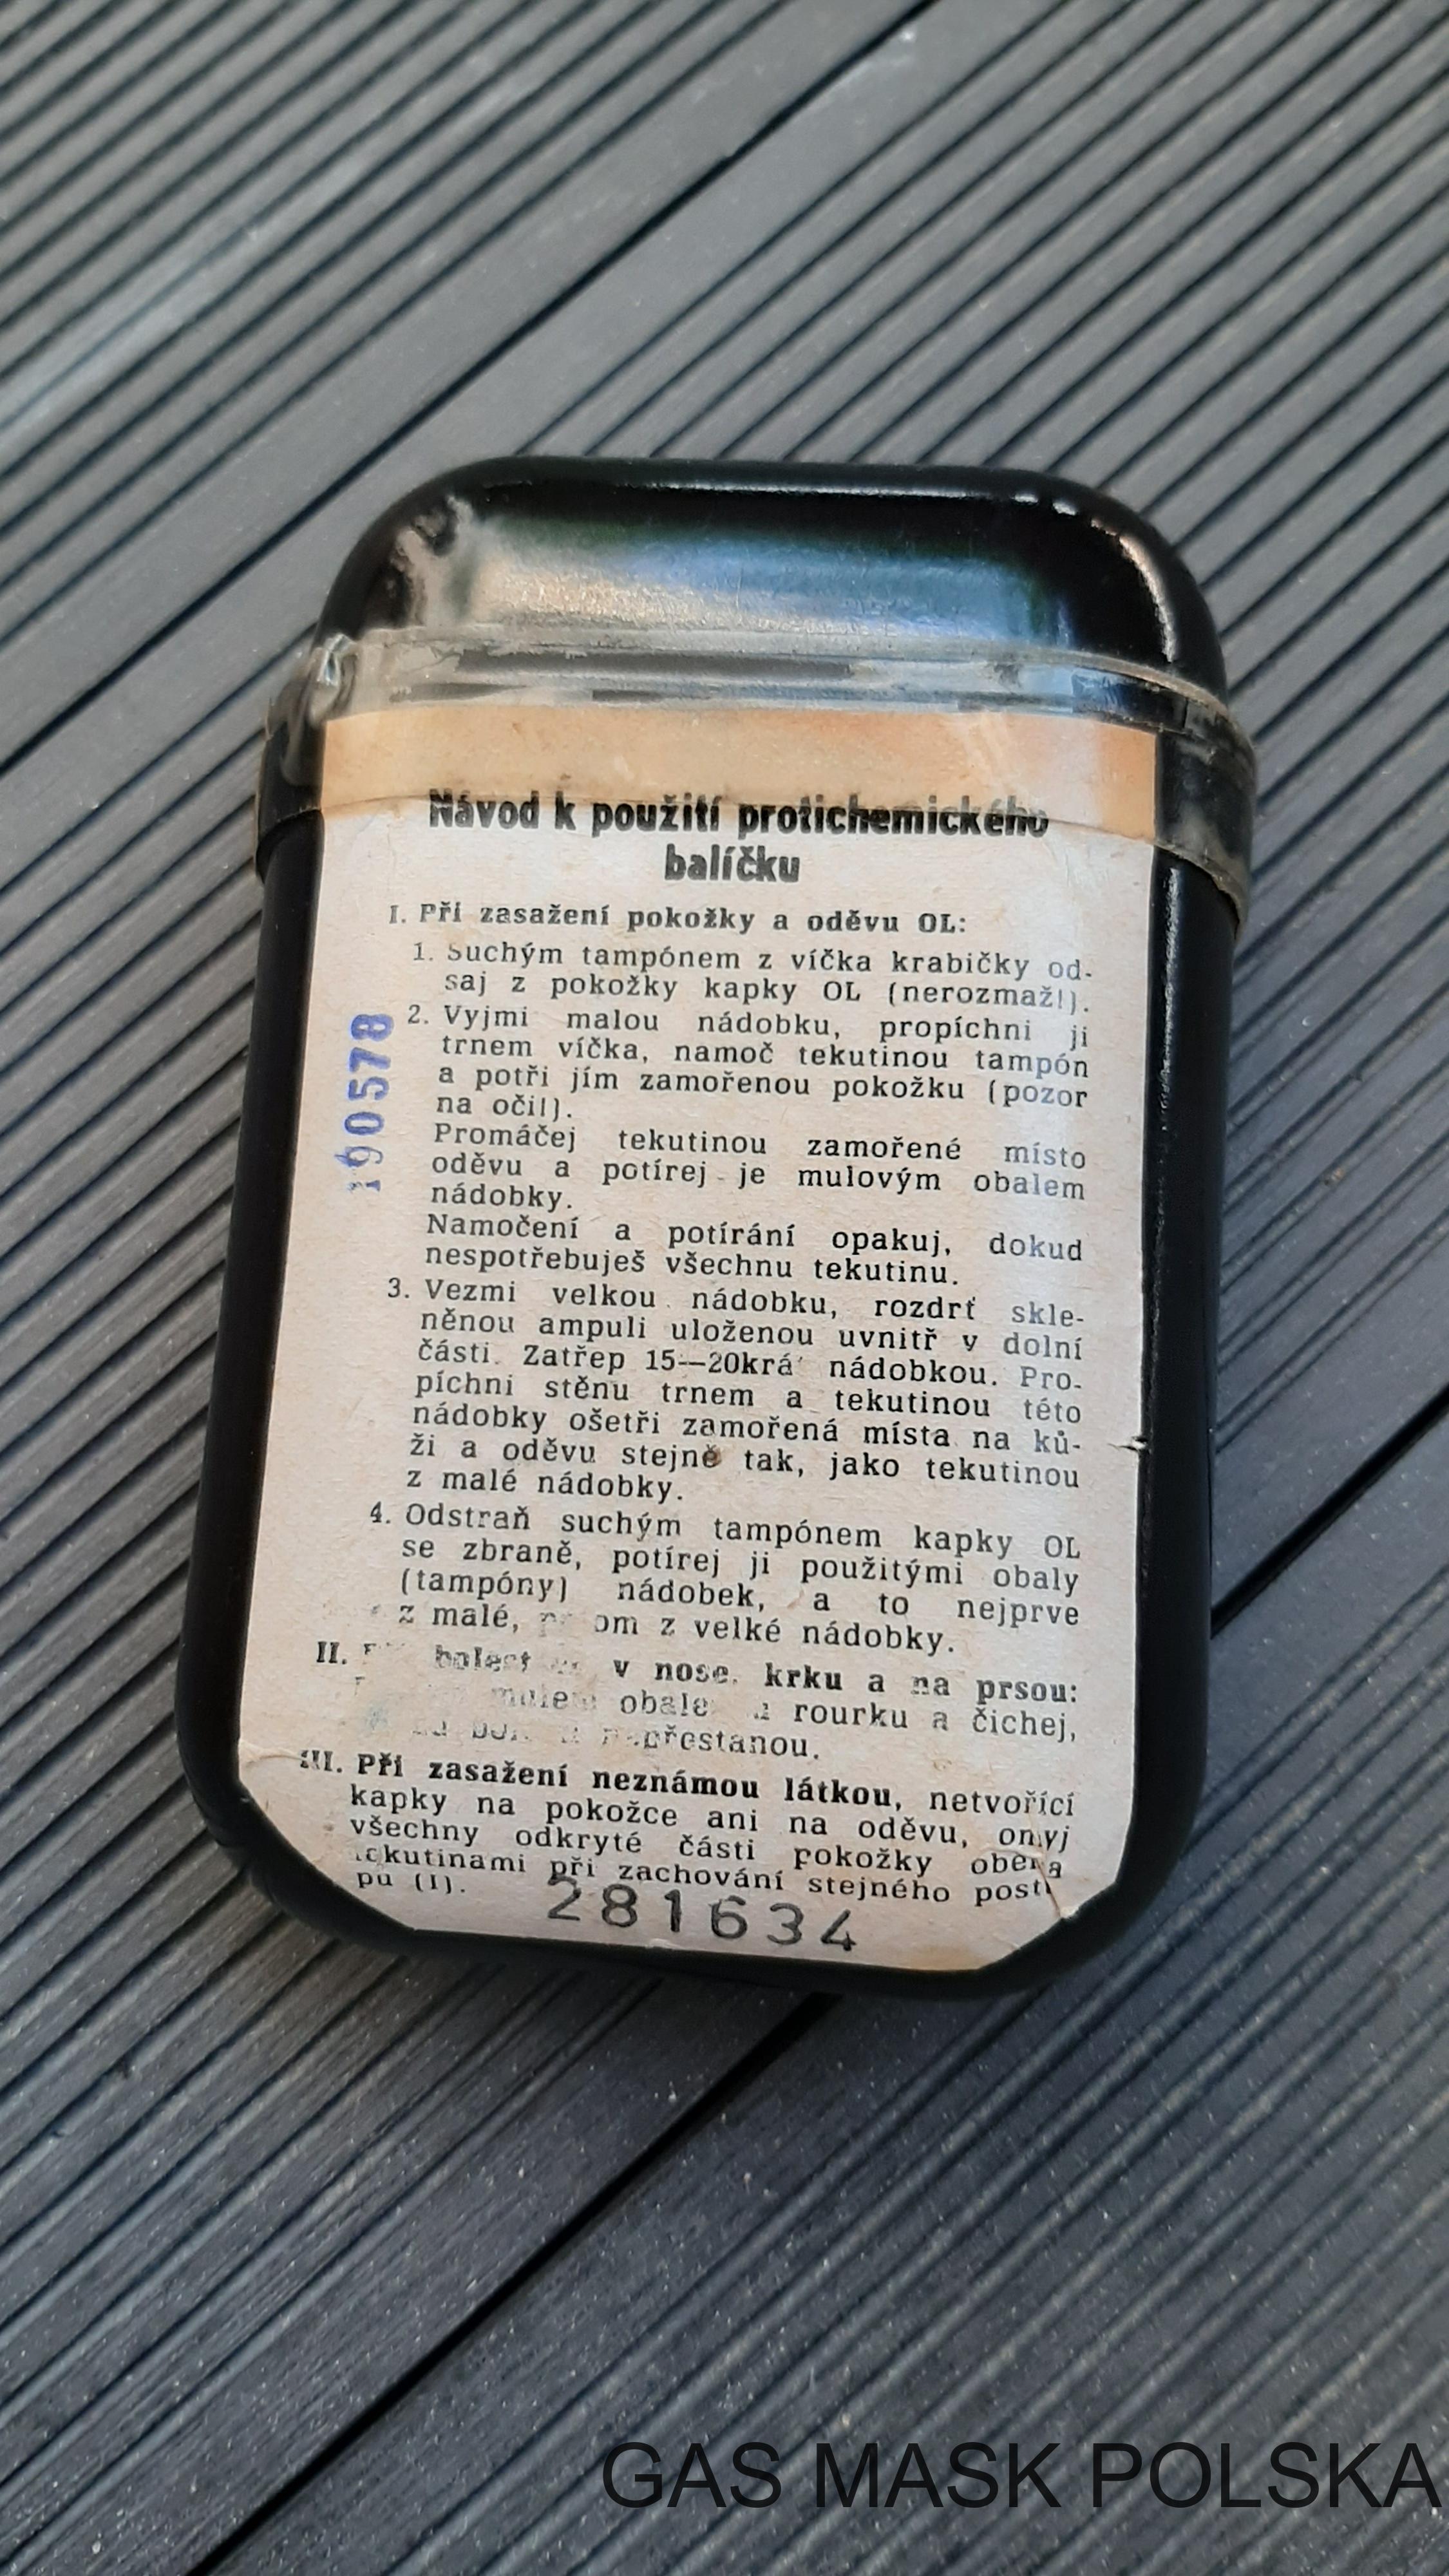 Návod k použití protichemického
balíčku
I. Při zasažení pokožky a oděvu OL:
1. Suchým tampónem z víčka krabičky od-
saj z pokožky kapky OL (nerozmaž!).
2. Vyjmi malou nádobku, propíchni ji
trnem víčka, namoč tekutinou tampón
a potři jím zamořenou pokožku (pozor
na oči!).
Promáčej tekutinou zamořené místo
oděvu a potírej je mulovým obalem
nádobky.
Namočení a potírání opakuj, dokud
nespotřebuješ všechnu tekutinu.
3. Vezmi velkou nádobku, rozdrť skle-
něnou ampuli uloženou uvnitř v dolní
části. Zatřep 15—20krá nádobkou. Pro-
píchni stěnu trnem a tekutinou této
nádobky ošetři zamořená místa na ků-
ži a oděvu stejně tak, jako tekutinou
z malé nádobky.
4. Odstraň suchým tampónem kapky OL
se zbraně, potírej ji použitými obaly
(tampóny) nádobek, a to nejprve
z malé, z velké nádobky.
II. v nose, krku a na prsou:
rourku a čichej,
nepřestanou.
III. Při zasažení neznámou látkou, netvořící
kapky na pokožce ani na oděvu, omyj
všechny odkryté části pokožky oběma
tekutinami při zachování stejného postu
pu (I).
281634
190578
GAS MASK POLSKA